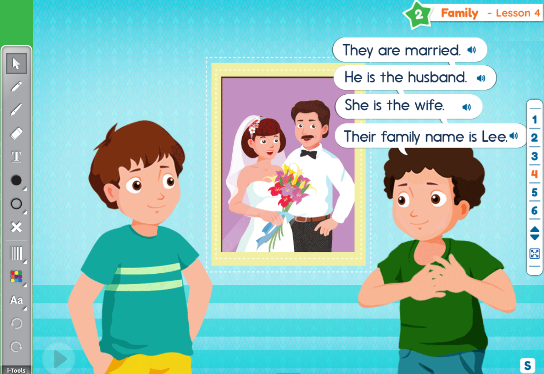 2 Family - Lesson 4
They are married.
He is the husband.
She is the wife.
Their family name is Lee.
1
2
3
4
5
6
T
Aa
I-Tools
S